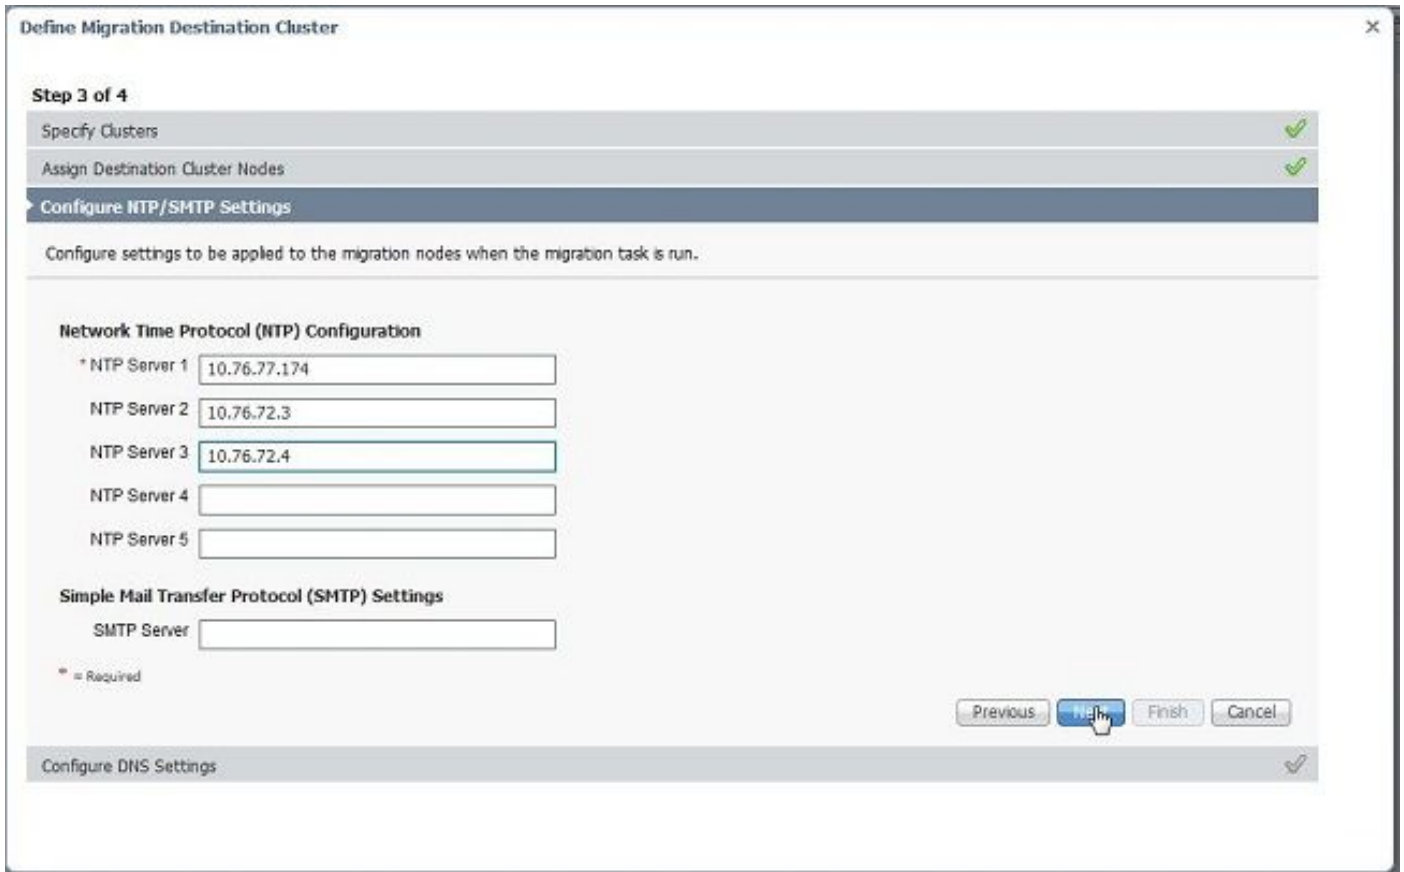 Define Migration Destination Cluster
Step 3 of 4
Specify Clusters
Assign Destination Cluster Nodes
Configure NTP/SMTP Settings
Configure settings to be applied to the migration nodes when the migration task is run.
Network Time Protocol (NTP) Configuration
* NTP Server 1 10.76.77.174
NTP Server 2 10.76.72.3
NTP Server 3 10.76.72.4
NTP Server 4
NTP Server 5
Simple Mail Transfer Protocol (SMTP) Settings
SMTP Server
* = Required
Previous Finish Cancel
Configure DNS Settings